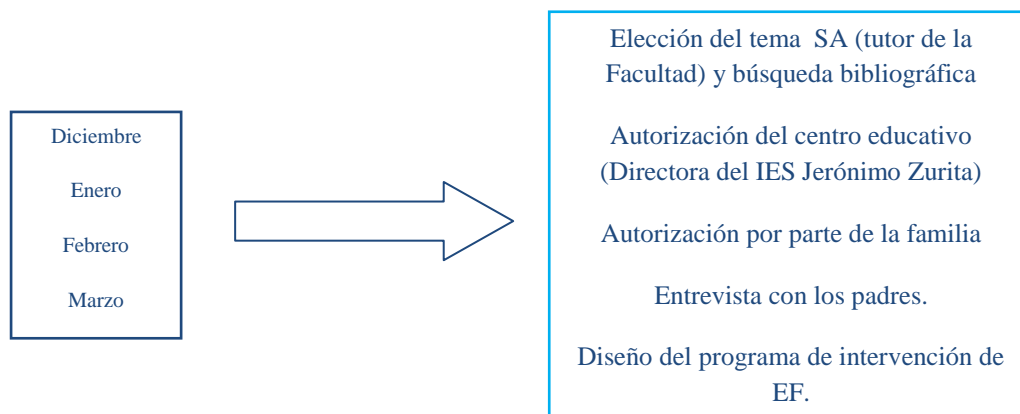 Diciembre
Enero
Febrero
Marzo
Elección del tema SA (tutor de la
Facultad) y búsqueda bibliográfica
Autorización del centro educativo
(Directora del IES Jerónimo Zurita)
Autorización por parte de la familia
Entrevista con los padres.
Diseño del programa de intervención de
EF.